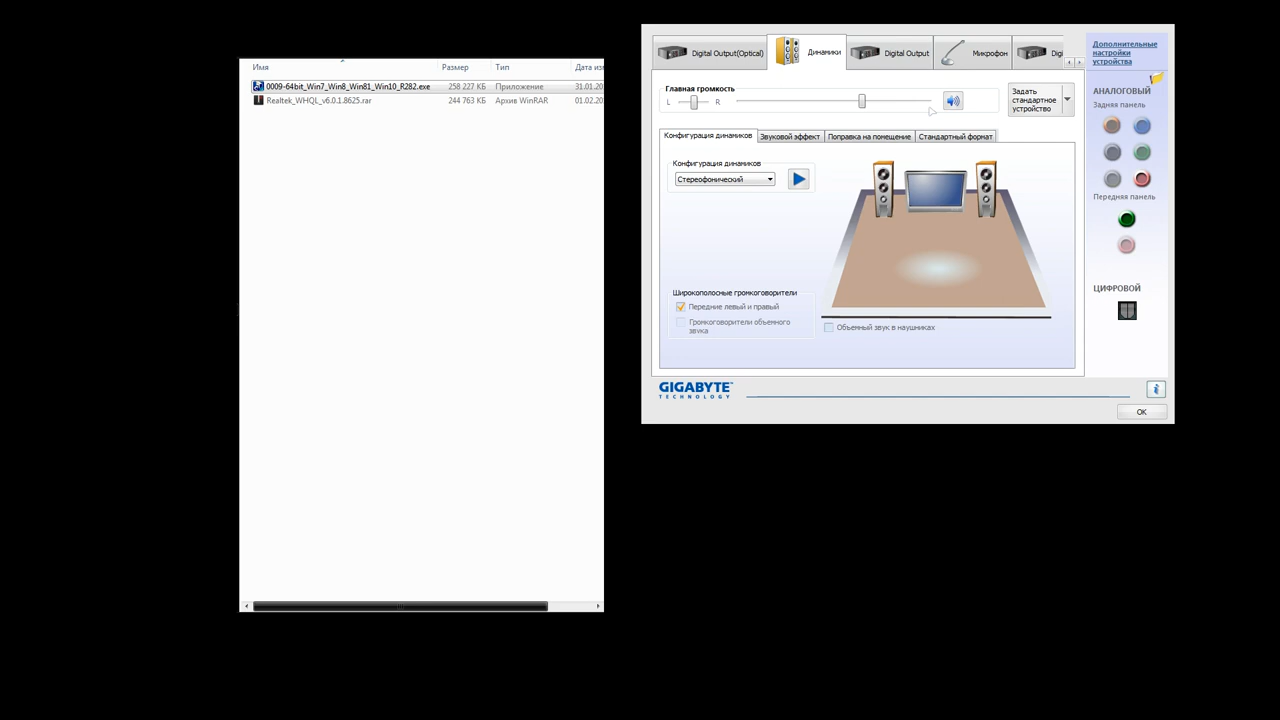 Имя Размер Тип Дата из
0009-64bit_Win7_Win8_Win81_Win10_R282.exe 258 227 КБ Приложение 31.01.20
Realtek_WHQL_v6.0.1.8625.rar 244 763 КБ Архив WinRAR 01.02.20
Digital Output(Optical) Динамики Digital Output Микрофон Digi
Дополнительные
настройки
устройства
Главная громкость
L R
Задать
стандартное
устройство
Конфигурация динамиков Звуковой эффект Поправка на помещение Стандартный формат
Конфигурация динамиков
Стереофонический
Широкополосные громкоговорители
Передние левый и правый
Громкоговорители объемного
звука
Объемный звук в наушниках
АНАЛОГОВЫЙ
Задняя панель
Передняя панель
ЦИФРОВОЙ
GIGABYTE
TECHNOLOGY
i
OK